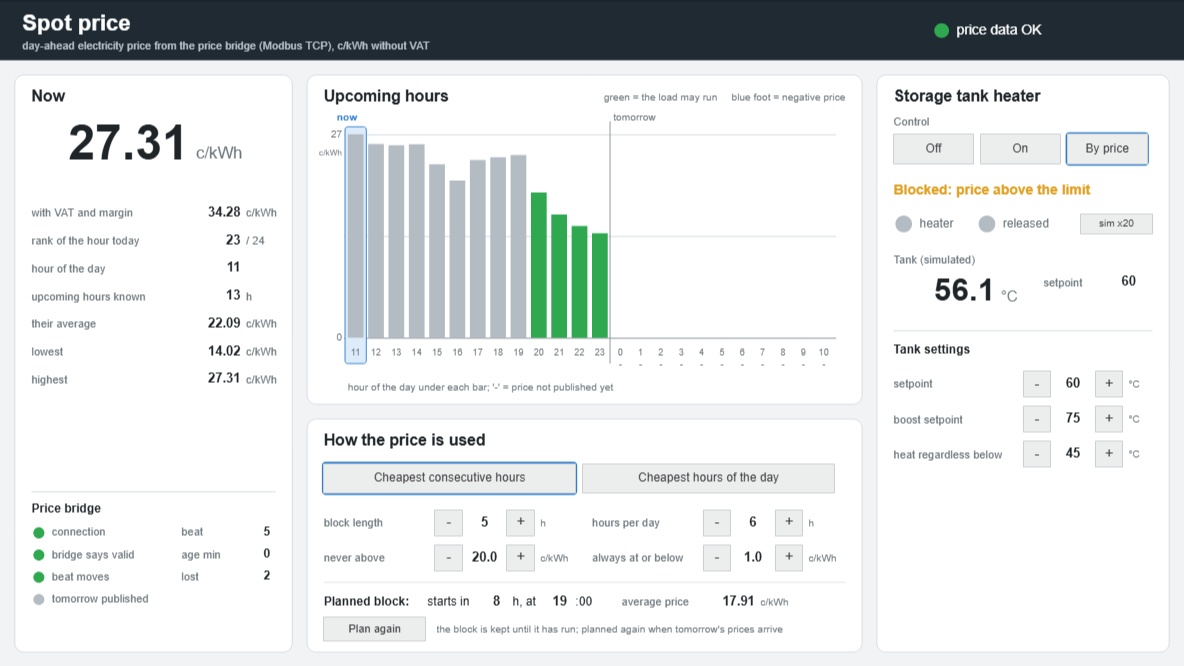 Spot price
day-ahead electricity price from the price bridge (Modbus TCP), c/kWh without VAT
price data OK
Now
27.31 c/kWh
with VAT and margin 34.28 c/kWh
rank of the hour today 23 / 24
hour of the day 11
upcoming hours known 13 h
their average 22.09 c/kWh
lowest 14.02 c/kWh
highest 27.31 c/kWh
Price bridge
connection beat 5
bridge says valid age min 0
beat moves lost 2
tomorrow published
Upcoming hours
green = the load may run blue foot = negative price
now tomorrow
27
c/kWh
0
11 12 13 14 15 16 17 18 19 20 21 22 23 0 1 2 3 4 5 6 7 8 9 10
- - - - - - - - - - -
hour of the day under each bar; '-' = price not published yet
How the price is used
Cheapest consecutive hours Cheapest hours of the day
block length - 5 + h hours per day - 6 + h
never above - 20.0 + c/kWh always at or below - 1.0 + c/kWh
Planned block: starts in 8 h, at 19 :00 average price 17.91 c/kWh
Plan again the block is kept until it has run; planned again when tomorrow's prices arrive
Storage tank heater
Control
Off On By price
Blocked: price above the limit
heater released sim x20
Tank (simulated)
56.1 °C setpoint 60
Tank settings
setpoint - 60 + °C
boost setpoint - 75 + °C
heat regardless below - 45 + °C